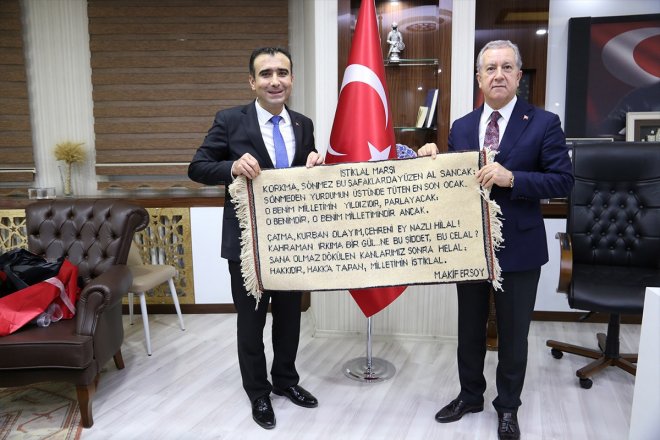 İSTİKLAL MARŞI
KORKMA, SÖNMEZ BU ŞAFAKLARDA YÜZEN AL SANCAK;
SÖNMEDEN YURDUMUN ÜSTÜNDE TÜTEN EN SON OCAK.
O BENİM MİLLETİMİN YILDIZIDIR, PARLAYACAK;
O BENİMDİR, O BENİM MİLLETİMİNDİR ANCAK.
ÇATMA, KURBAN OLAYIM, ÇEHRENİ EY NAZLI HİLAL!
KAHRAMAN IRKIMA BİR GÜL. NE BU ŞİDDET, BU CELAL?
SANA OLMAZ DÖKÜLEN KANLARIMIZ SONRA HELAL;
HAKKIDIR, HAKK'A TAPAN, MİLLETİMİN İSTİKLAL.
M.AKİF ERSOY